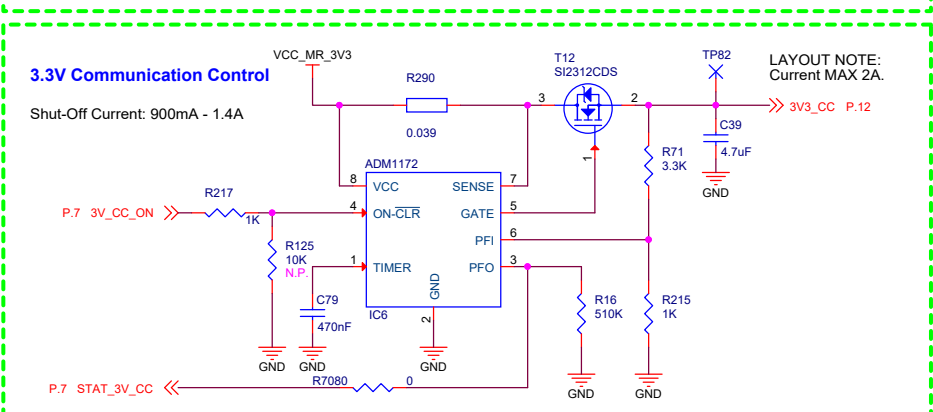 VCC_MR_3V3
T12
SI2312CDS
TP82
LAYOUT NOTE:
Current MAX 2A.
3.3V Communication Control
R290
0.039
3
2
1
3V3_CC P.12
Shut-Off Current: 900mA - 1.4A
C39
4.7uF
GND
R71
3.3K
ADM1172
8
VCC
SENSE
7
R217
1K
P.7 3V_CC_ON
4
ON-CLR
GATE
5
PFI
6
R125
10K
N.P.
1
TIMER
PFO
3
GND
2
IC6
C79
470nF
R16
510K
R215
1K
GND
GND
GND
GND
GND
P.7 STAT_3V_CC
R7080
0